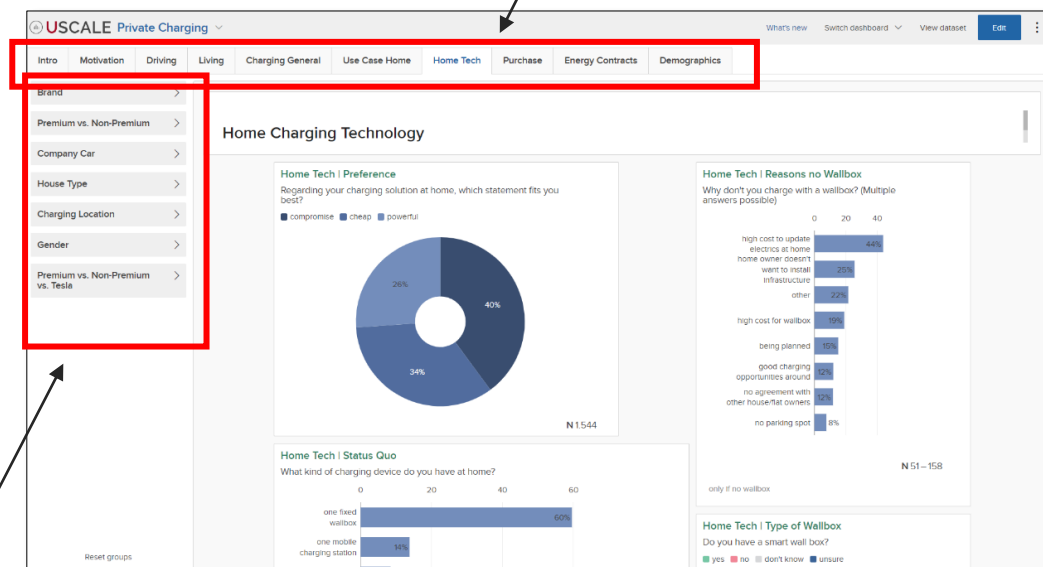 USCALE Private Charging
What's new
Switch dashboard
View dataset
Edit
Intro
Motivation
Driving
Living
Charging General
Use Case Home
Home Tech
Purchase
Energy Contracts
Demographics
Brand
Premium vs. Non-Premium
Company Car
House Type
Charging Location
Gender
Premium vs. Non-Premium
vs. Tesla
Reset groups
Home Charging Technology
Home Tech | Preference
Regarding your charging solution at home, which statement fits you
best?
compromise cheap powerful
26%
40%
34%
N 1.544
Home Tech | Status Quo
What kind of charging device do you have at home?
0 20 40 60
one fixed
wallbox
60%
one mobile
charging station
14%
Home Tech | Reasons no Wallbox
Why don't you charge with a wallbox? (Multiple
answers possible)
0 20 40
high cost to update
electrics at home
44%
home owner doesn't
want to install
infrastructure
25%
other
22%
high cost for wallbox
19%
being planned
15%
good charging
opportunities around
12%
no agreement with
other house/flat owners
12%
no parking spot
8%
N 51–158
only if no wallbox
Home Tech | Type of Wallbox
Do you have a smart wall box?
yes no don't know unsure